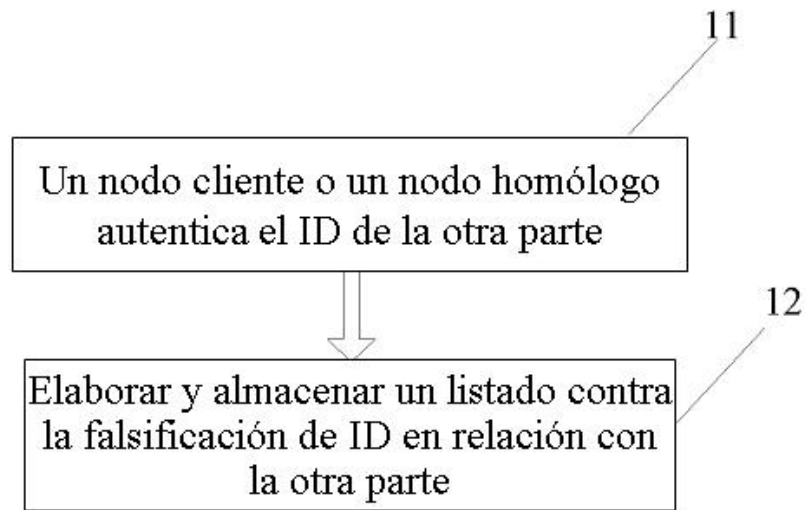 11
Un nodo cliente o un nodo homólogo
autentica el ID de la otra parte
12
Elaborar y almacenar un listado contra
la falsificación de ID en relación con
la otra parte